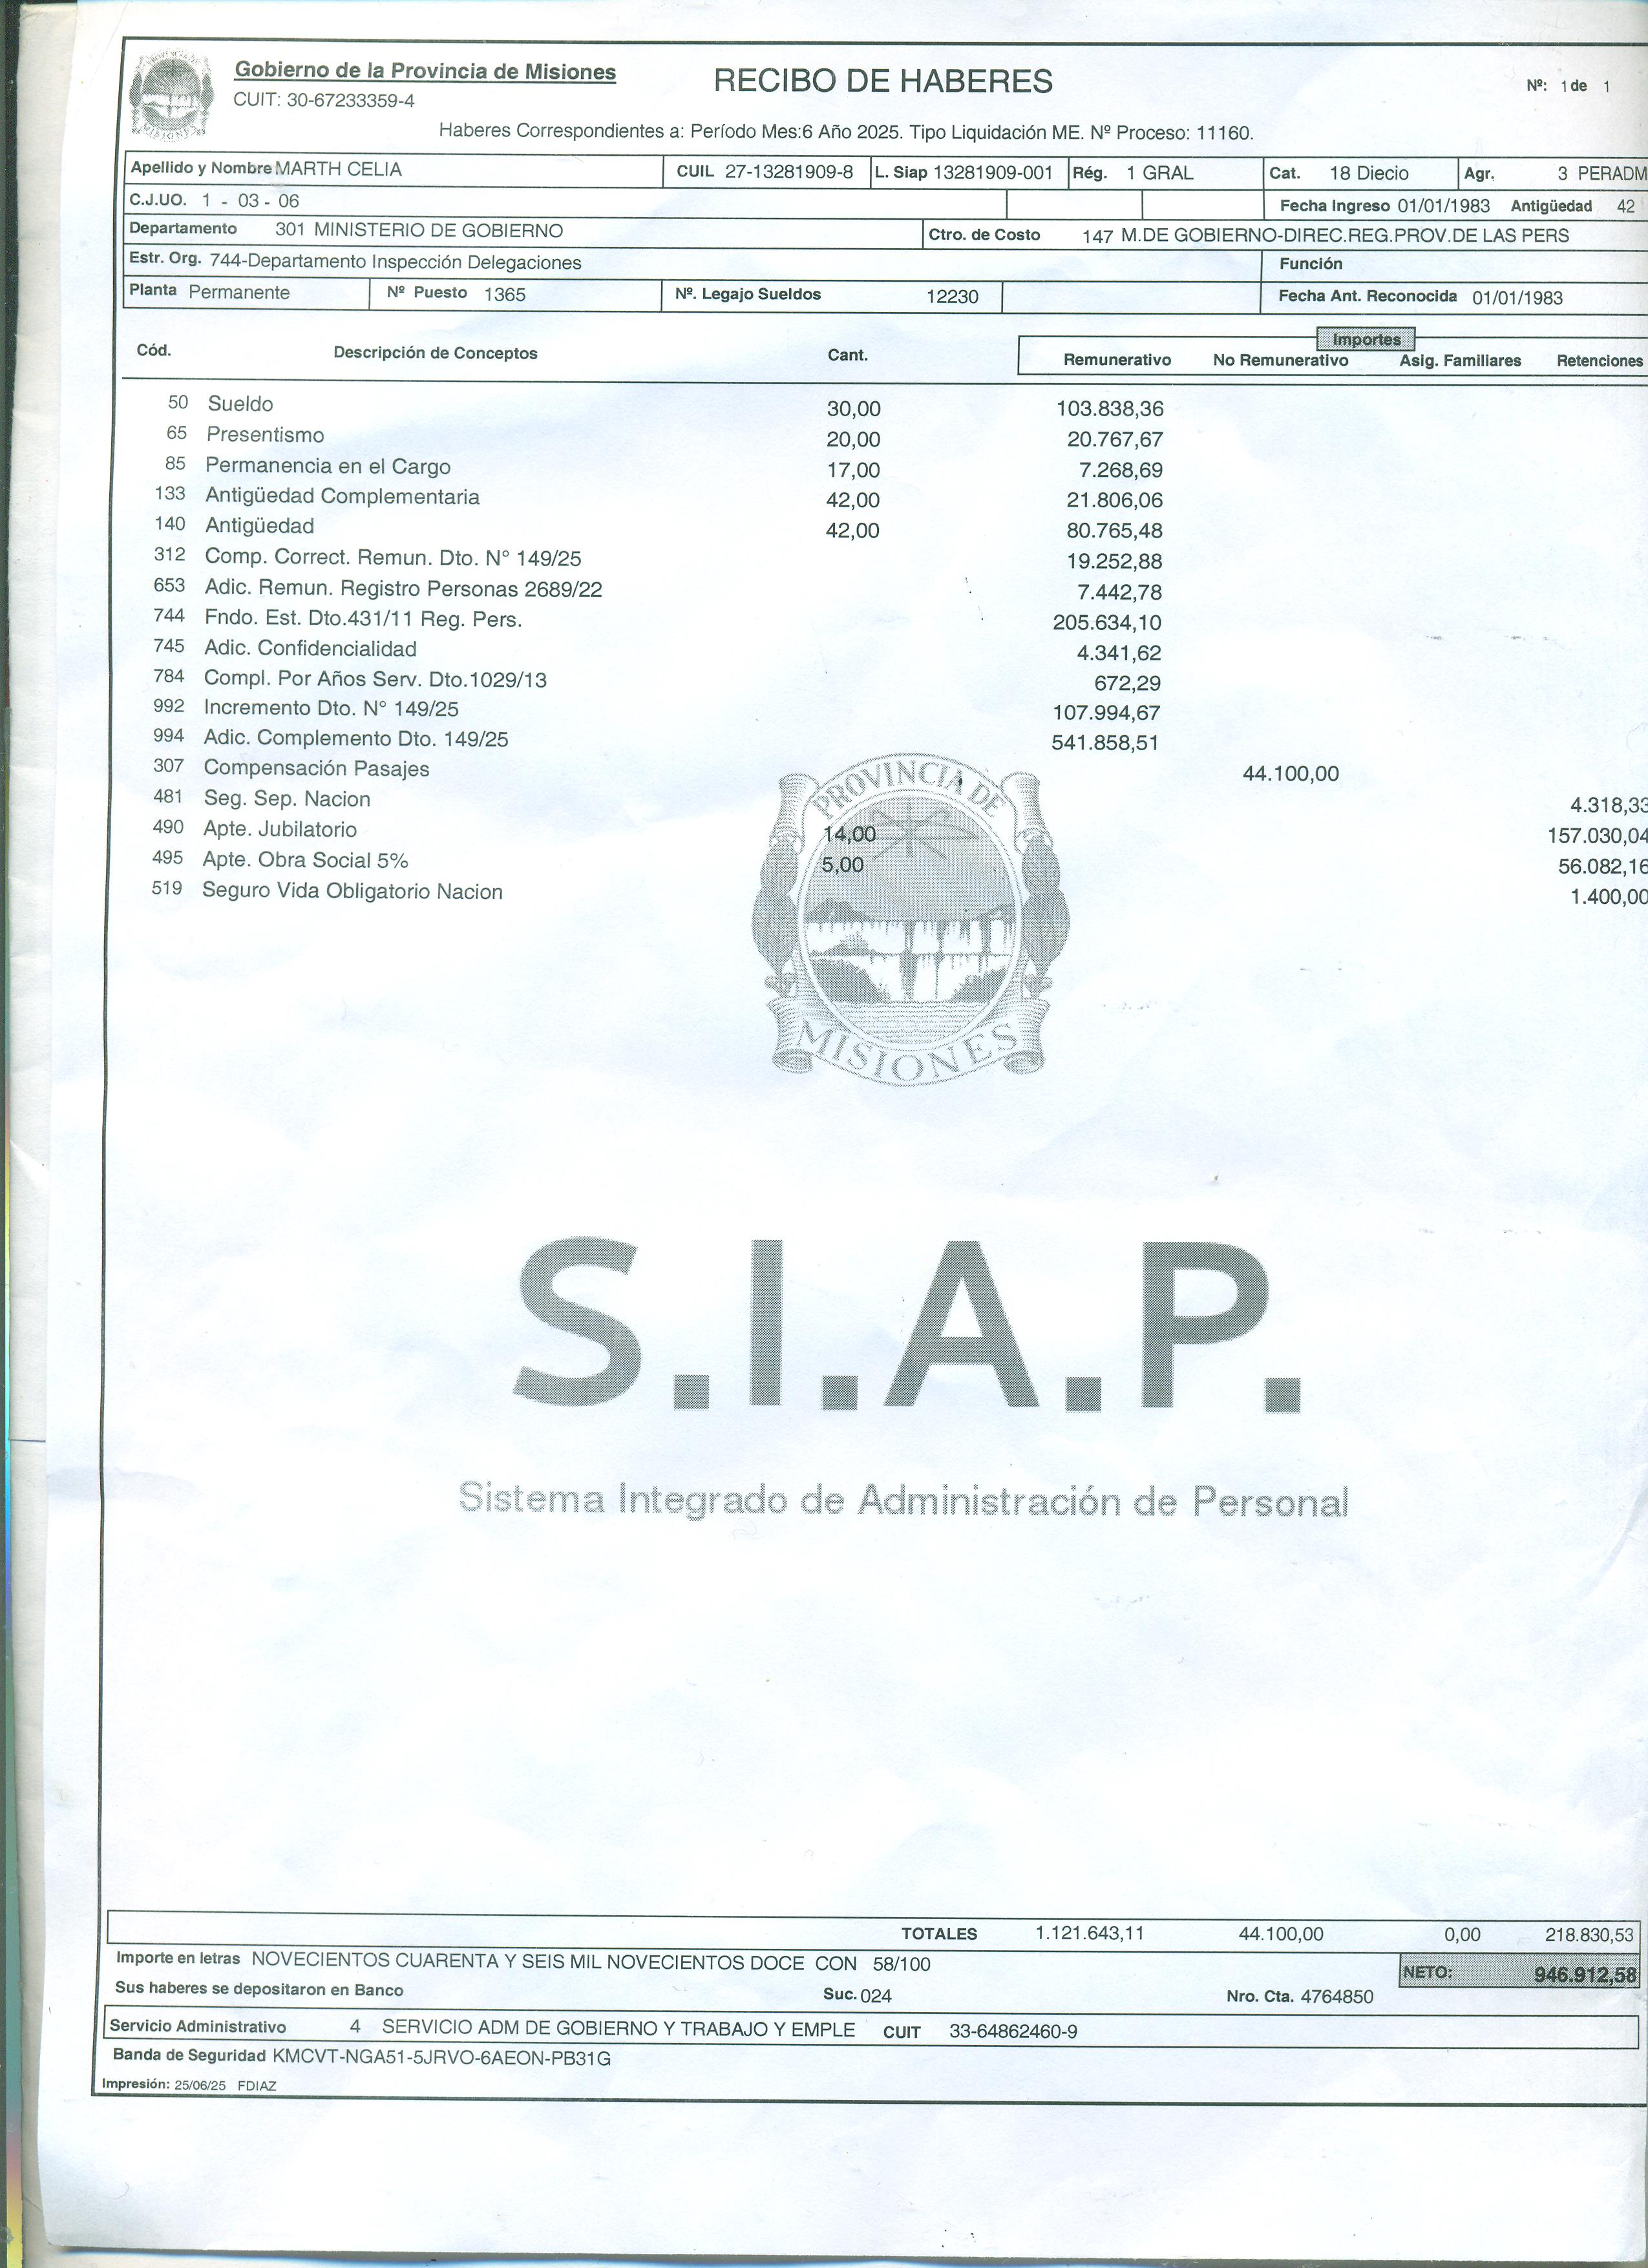 Gobierno de la Provincia de Misiones
CUIT: 30-67233359-4
RECIBO DE HABERES
Nº: 1 de 1
Haberes Correspondientes a: Período Mes:6 Año 2025. Tipo Liquidación ME. Nº Proceso: 11160.
Apellido y Nombre MARTH CELIA CUIL 27-13281909-8 L. Siap 13281909-001 Rég. 1 GRAL Cat. 18 Diecio Agr. 3 PERADM
C.J.UO. 1 - 03 - 06 Fecha Ingreso 01/01/1983 Antigüedad 42
Departamento 301 MINISTERIO DE GOBIERNO Ctro. de Costo 147 M.DE GOBIERNO-DIREC.REG.PROV.DE LAS PERS
Estr. Org. 744-Departamento Inspección Delegaciones Función
Planta Permanente Nº Puesto 1365 Nº. Legajo Sueldos 12230 Fecha Ant. Reconocida 01/01/1983
Importes
Cód. Descripción de Conceptos Cant. Remunerativo No Remunerativo Asig. Familiares Retenciones
50 Sueldo 30,00 103.838,36
65 Presentismo 20,00 20.767,67
85 Permanencia en el Cargo 17,00 7.268,69
133 Antigüedad Complementaria 42,00 21.806,06
140 Antigüedad 42,00 80.765,48
312 Comp. Correct. Remun. Dto. N° 149/25 19.252,88
653 Adic. Remun. Registro Personas 2689/22 7.442,78
744 Fndo. Est. Dto.431/11 Reg. Pers. 205.634,10
745 Adic. Confidencialidad 4.341,62
784 Compl. Por Años Serv. Dto.1029/13 672,29
992 Incremento Dto. N° 149/25 107.994,67
994 Adic. Complemento Dto. 149/25 541.858,51
307 Compensación Pasajes 44.100,00
481 Seg. Sep. Nacion 4.318,33
490 Apte. Jubilatorio 14,00 157.030,04
495 Apte. Obra Social 5% 5,00 56.082,16
519 Seguro Vida Obligatorio Nacion 1.400,00
PROVINCIA DE
MISIONES
S.I.A.P.
Sistema Integrado de Administración de Personal
TOTALES 1.121.643,11 44.100,00 0,00 218.830,53
Importe en letras NOVECIENTOS CUARENTA Y SEIS MIL NOVECIENTOS DOCE CON 58/100
NETO: 946.912,58
Sus haberes se depositaron en Banco Suc. 024 Nro. Cta. 4764850
Servicio Administrativo 4 SERVICIO ADM DE GOBIERNO Y TRABAJO Y EMPLE CUIT 33-64862460-9
Banda de Seguridad KMCVT-NGA51-5JRVO-6AEON-PB31G
Impresión: 25/06/25 FDIAZ